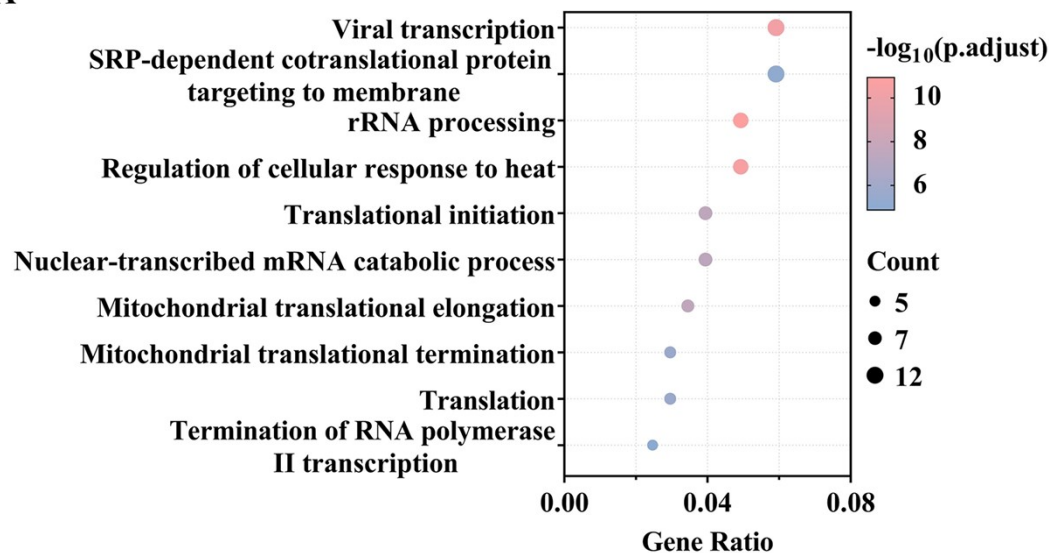 Viral transcription
SRP-dependent cotranslational protein
targeting to membrane
rRNA processing
Regulation of cellular response to heat
Translational initiation
Nuclear-transcribed mRNA catabolic process
Mitochondrial translational elongation
Mitochondrial translational termination
Translation
Termination of RNA polymerase
II transcription
0.00 0.04 0.08
Gene Ratio
-log₁₀(p.adjust)
10
8
6
Count
5
7
12